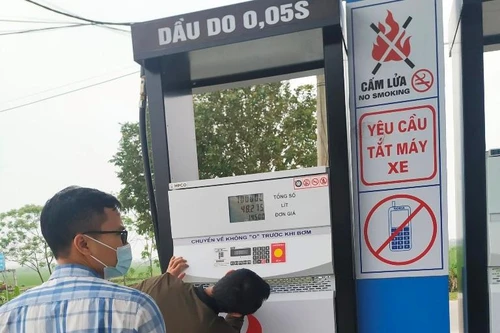 DẦU DO 0,05S
CẤM LỬA
NO SMOKING
YÊU CẦU
TẮT MÁY
XE
TỔNG SỐ
LÍT
ĐƠN GIÁ
CHUYỂN VỀ KHÔNG "0" TRƯỚC KHI BƠM